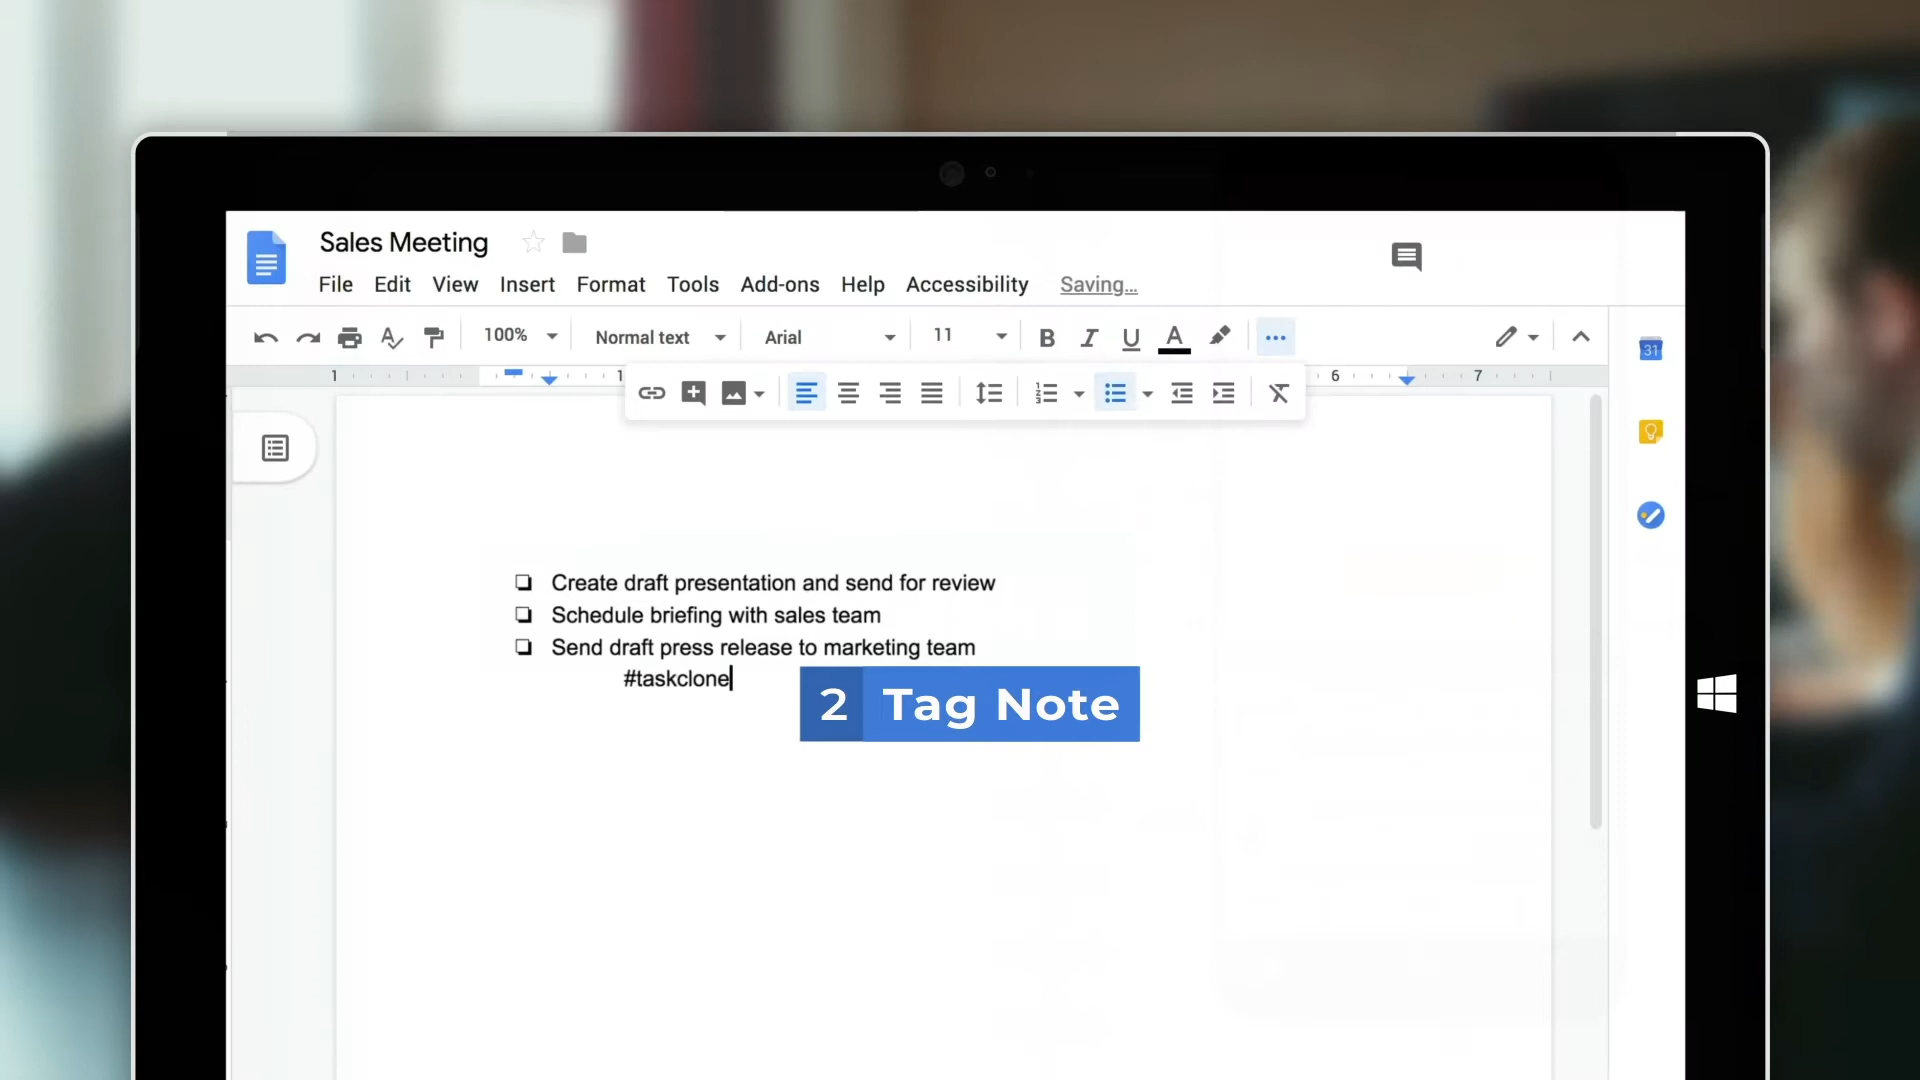 Sales Meeting
File Edit View Insert Format Tools Add-ons Help Accessibility Saving...
100% Normal text Arial 11 B I U A
1 1 6 7
31
Create draft presentation and send for review
Schedule briefing with sales team
Send draft press release to marketing team
#taskclone
2 Tag Note